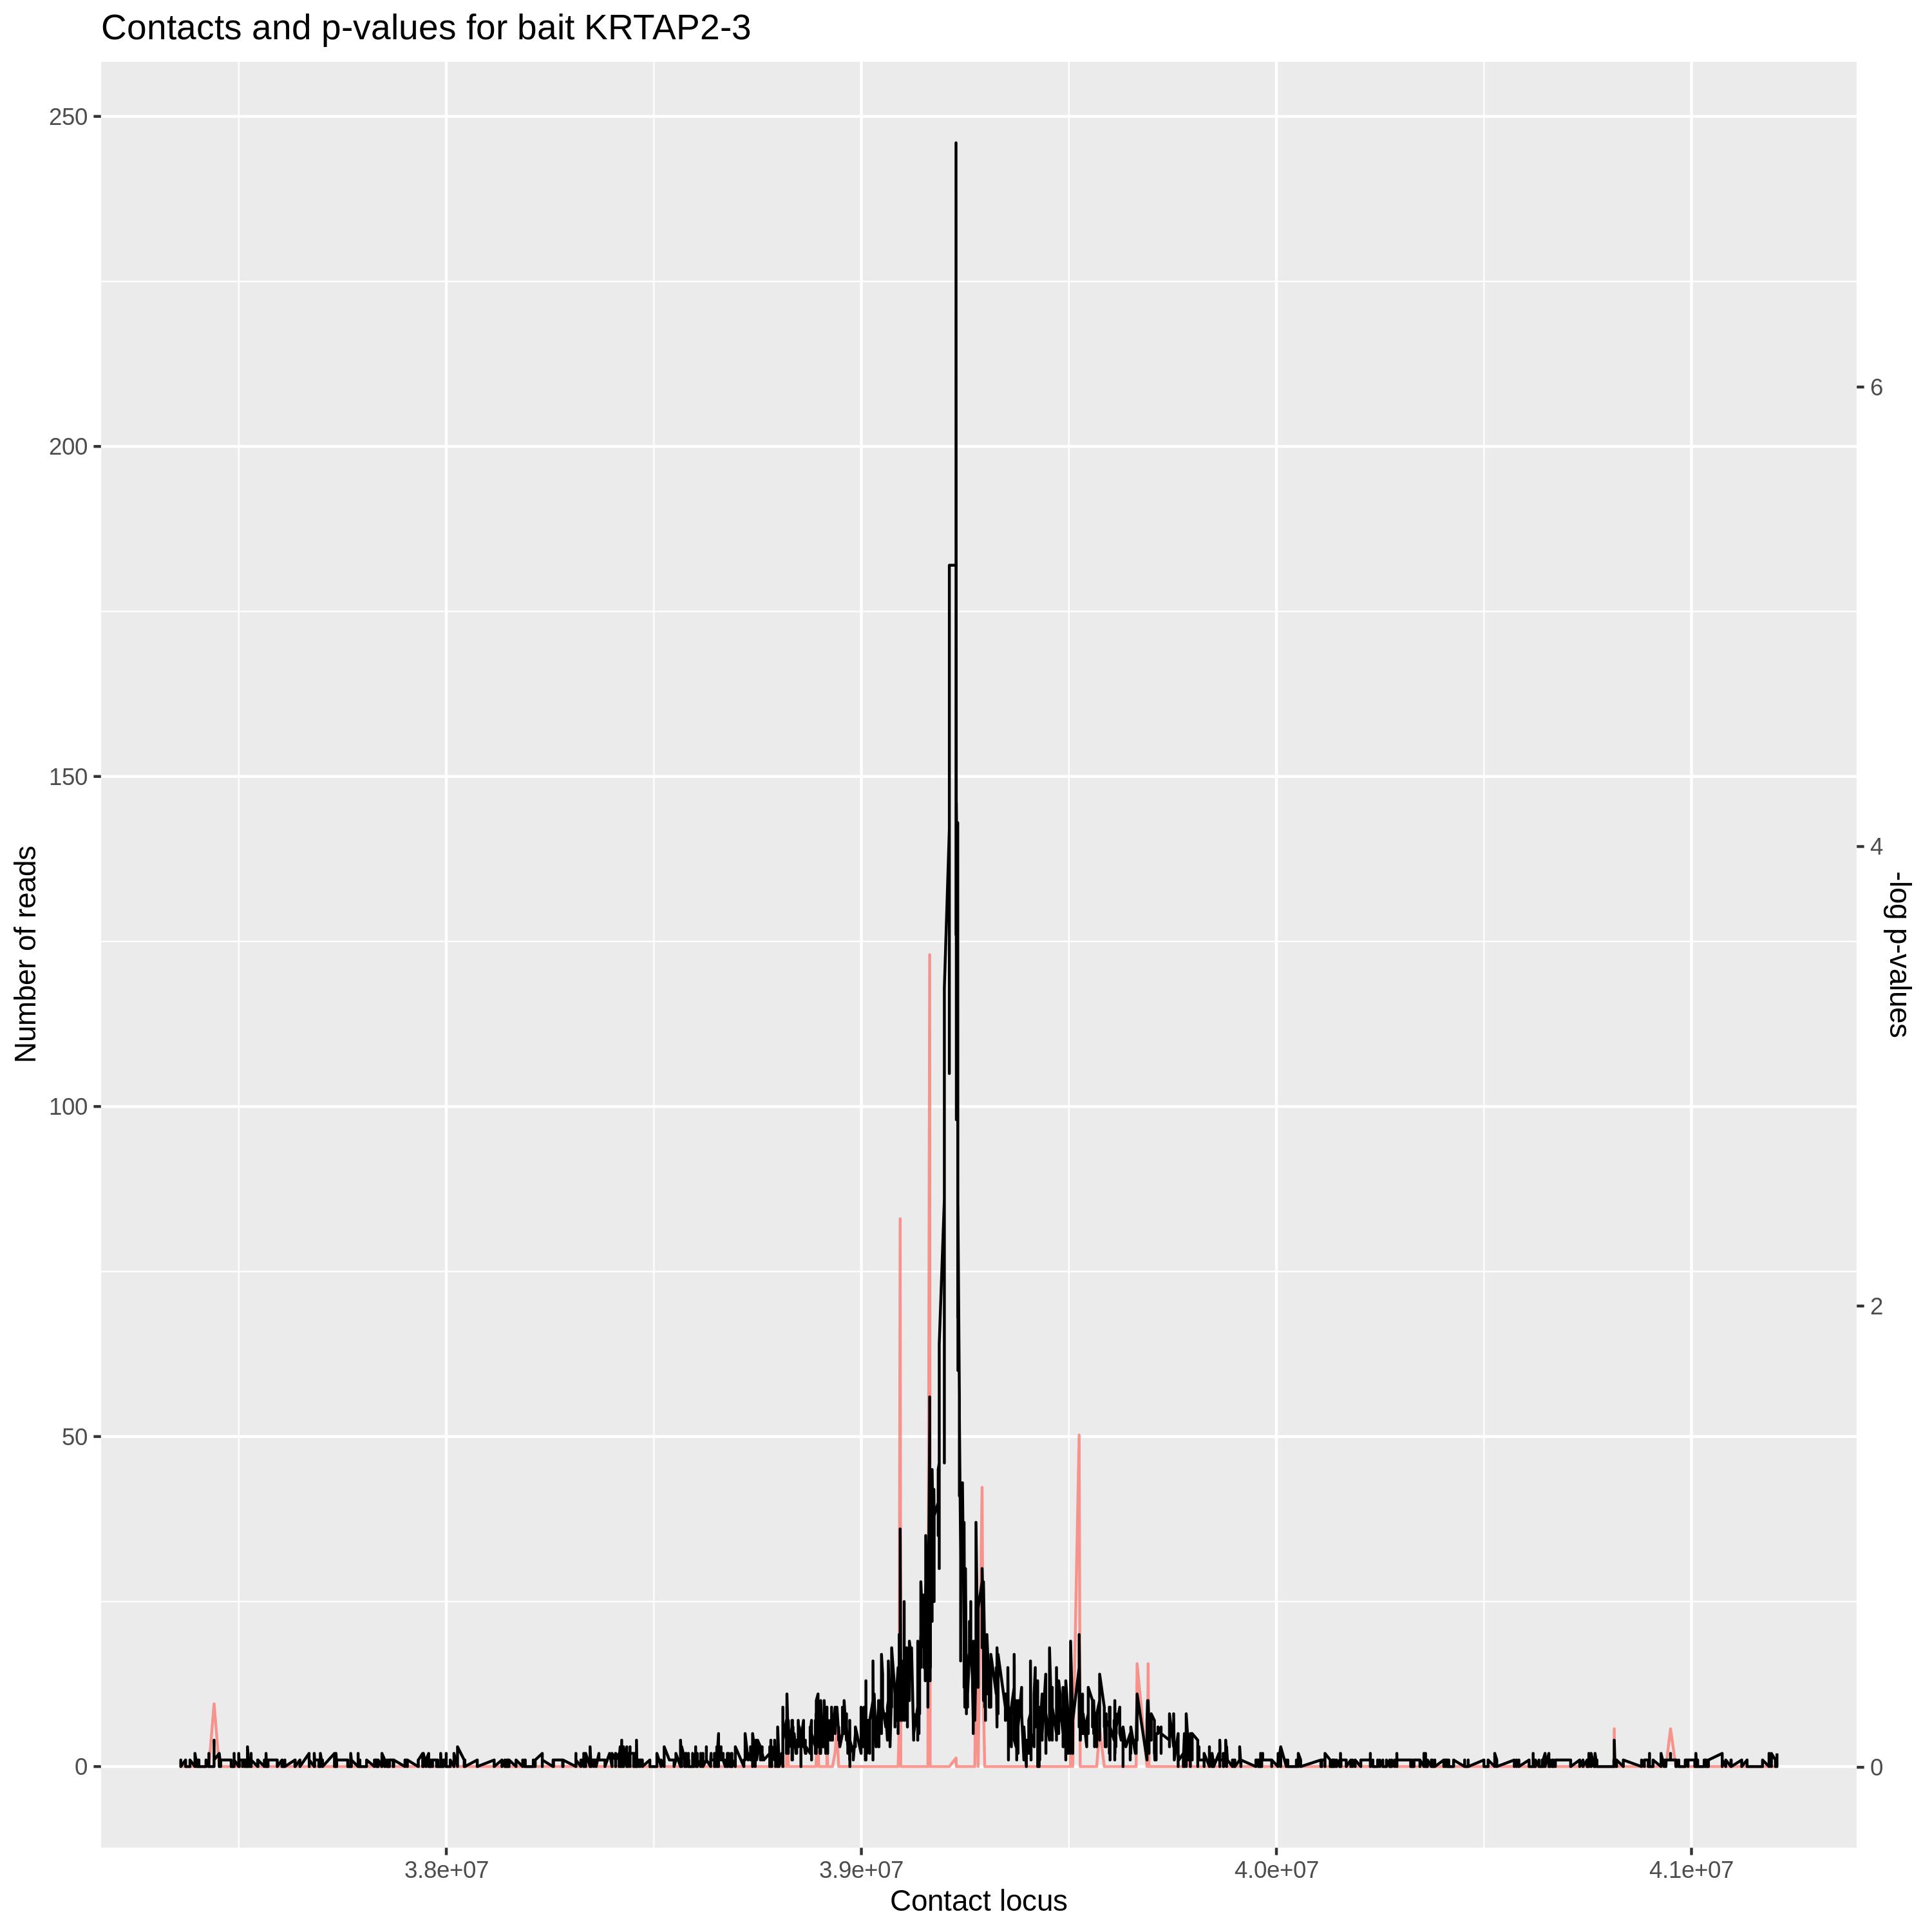 Contacts and p-values for bait KRTAP2-3
250
200
150
100
50
0
Number of reads
6
4
2
0
-log p-values
3.8e+07
3.9e+07
4.0e+07
4.1e+07
Contact locus